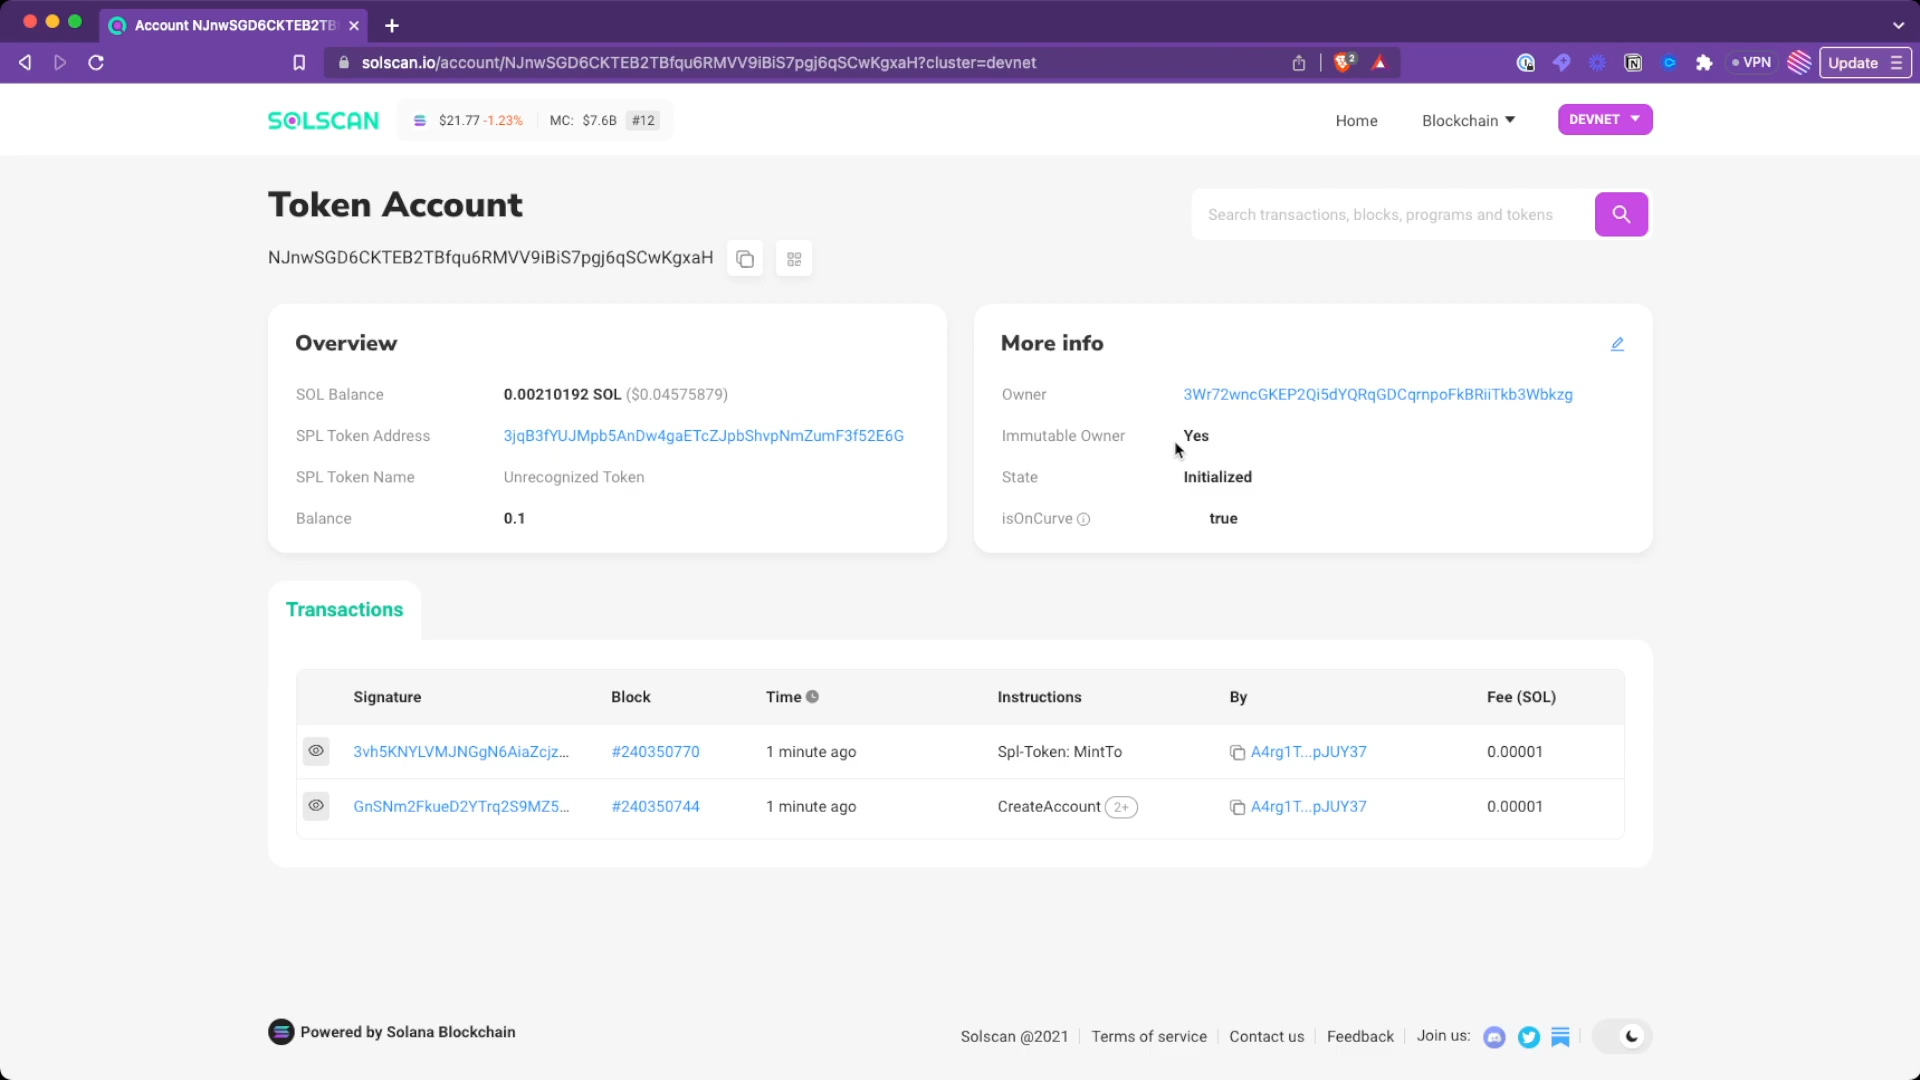 Account NJnwSGD6CKTEB2TB
solscan.io/account/NJnwSGD6CKTEB2TBfqu6RMVV9iBiS7pgj6qSCwKgxaH?cluster=devnet
2
VPN
Update
SOLSCAN
$21.77 -1.23%
MC: $7.6B #12
Home
Blockchain
DEVNET
Token Account
Search transactions, blocks, programs and tokens
NJnwSGD6CKTEB2TBfqu6RMVV9iBiS7pgj6qSCwKgxaH
Overview
SOL Balance 0.00210192 SOL ($0.04575879)
SPL Token Address 3jqB3fYUJMpb5AnDw4gaETcZJpbShvpNmZumF3f52E6G
SPL Token Name Unrecognized Token
Balance 0.1
More info
Owner 3Wr72wncGKEP2Qi5dYQRqGDCqrnpoFkBRiiTkb3Wbkzg
Immutable Owner Yes
State Initialized
isOnCurve true
Transactions
Signature Block Time Instructions By Fee (SOL)
3vh5KNYLVMJNGgN6AiaZcjz... #240350770 1 minute ago Spl-Token: MintTo A4rg1T...pJUY37 0.00001
GnSNm2FkueD2YTrq2S9MZ5... #240350744 1 minute ago CreateAccount 2+ A4rg1T...pJUY37 0.00001
Powered by Solana Blockchain
Solscan @2021 Terms of service Contact us Feedback Join us: